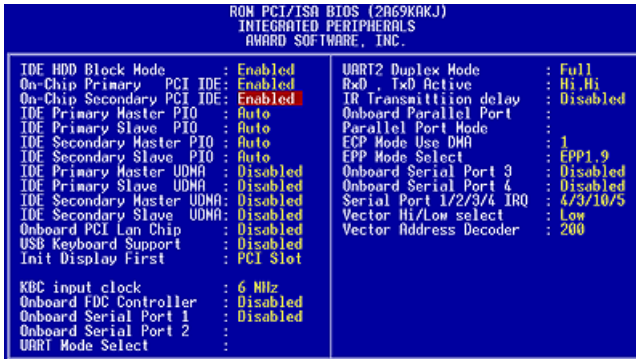 RON PCI/ISA BIOS (2A69KAKJ)
INTEGRATED PERIPHERALS
AWARD SOFTWARE, INC.
IDE HDD Block Mode : Enabled
On-Chip Primary PCI IDE: Enabled
On-Chip Secondary PCI IDE: Enabled
IDE Primary Master PIO : Auto
IDE Primary Slave PIO : Auto
IDE Secondary Master PIO : Auto
IDE Secondary Slave PIO : Auto
IDE Primary Master UDMA : Disabled
IDE Primary Slave UDMA : Disabled
IDE Secondary Master UDMA: Disabled
IDE Secondary Slave UDMA: Disabled
Onboard PCI Lan Chip : Disabled
USB Keyboard Support : Disabled
Init Display First : PCI Slot
KBC input clock : 6 MHz
Onboard FDC Controller : Disabled
Onboard Serial Port 1 : Disabled
Onboard Serial Port 2 :
UART Mode Select :
UART2 Duplex Mode : Full
RxD , TxD Active : Hi,Hi
IR Transmittiion delay : Disabled
Onboard Parallel Port :
Parallel Port Mode :
ECP Mode Use DMA : 1
EPP Mode Select : EPP1.9
Onboard Serial Port 3 : Disabled
Onboard Serial Port 4 : Disabled
Serial Port 1/2/3/4 IRQ : 4/3/10/5
Vector Hi/Low select : Low
Vector Address Decoder : 200